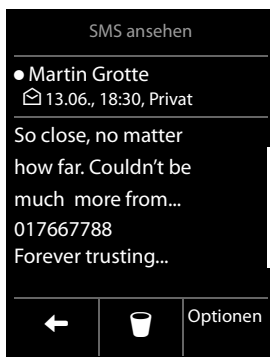 SMS ansehen
Martin Grotte
13.06., 18:30, Privat
So close, no matter
how far. Couldn't be
much more from...
017667788
Forever trusting...
Optionen